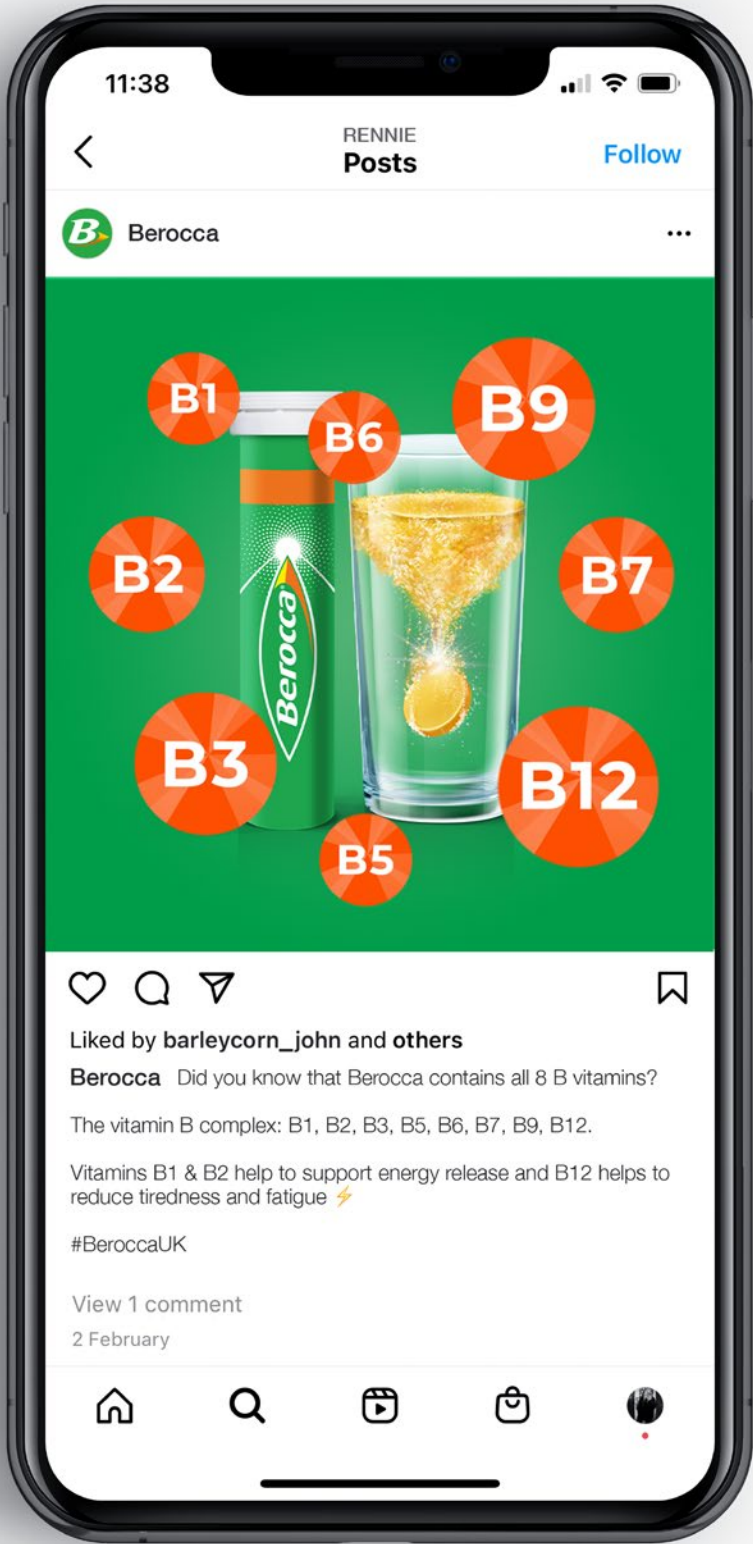 11:38
RENNIE
Posts
Follow
B Berocca
B1
B6
B9
B2
B7
Berocca
B3
B12
B5
Liked by barleycorn_john and others
Berocca Did you know that Berocca contains all 8 B vitamins?
The vitamin B complex: B1, B2, B3, B5, B6, B7, B9, B12.
Vitamins B1 & B2 help to support energy release and B12 helps to
reduce tiredness and fatigue ⚡
#BeroccaUK
View 1 comment
2 February